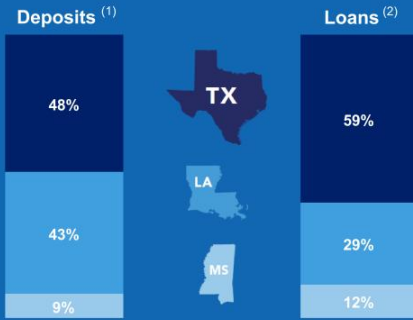 Deposits (1)
Loans (2)
48%
TX
59%
LA
43%
29%
MS
9%
12%